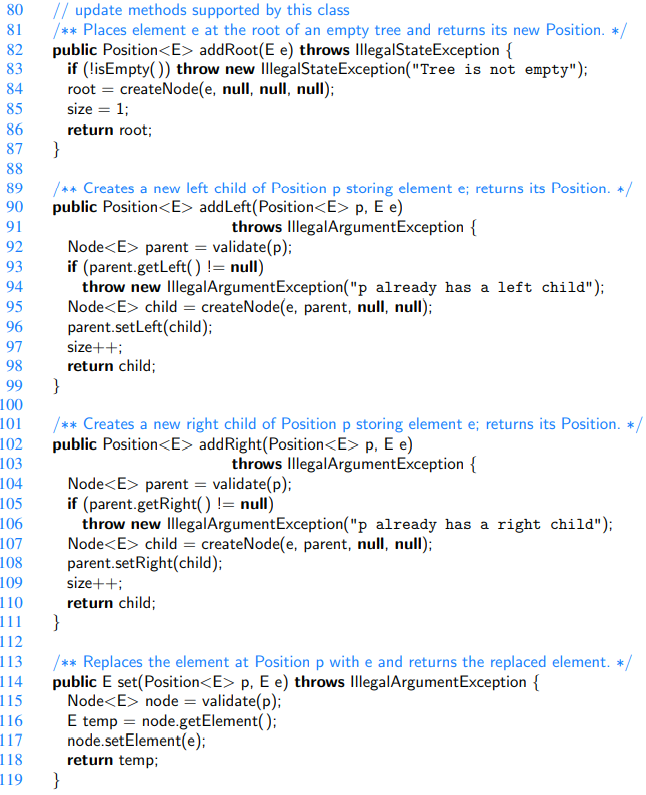 80 // update methods supported by this class
81 /** Places element e at the root of an empty tree and returns its new Position. */
82 public Position<E> addRoot(E e) throws IllegalStateException {
83 if (!isEmpty()) throw new IllegalStateException("Tree is not empty");
84 root = createNode(e, null, null, null);
85 size = 1;
86 return root;
87 }
88
89 /** Creates a new left child of Position p storing element e; returns its Position. */
90 public Position<E> addLeft(Position<E> p, E e)
91 throws IllegalArgumentException {
92 Node<E> parent = validate(p);
93 if (parent.getLeft() != null)
94 throw new IllegalArgumentException("p already has a left child");
95 Node<E> child = createNode(e, parent, null, null);
96 parent.setLeft(child);
97 size++;
98 return child;
99 }
100
101 /** Creates a new right child of Position p storing element e; returns its Position. */
102 public Position<E> addRight(Position<E> p, E e)
103 throws IllegalArgumentException {
104 Node<E> parent = validate(p);
105 if (parent.getRight() != null)
106 throw new IllegalArgumentException("p already has a right child");
107 Node<E> child = createNode(e, parent, null, null);
108 parent.setRight(child);
109 size++;
110 return child;
111 }
112
113 /** Replaces the element at Position p with e and returns the replaced element. */
114 public E set(Position<E> p, E e) throws IllegalArgumentException {
115 Node<E> node = validate(p);
116 E temp = node.getElement();
117 node.setElement(e);
118 return temp;
119 }